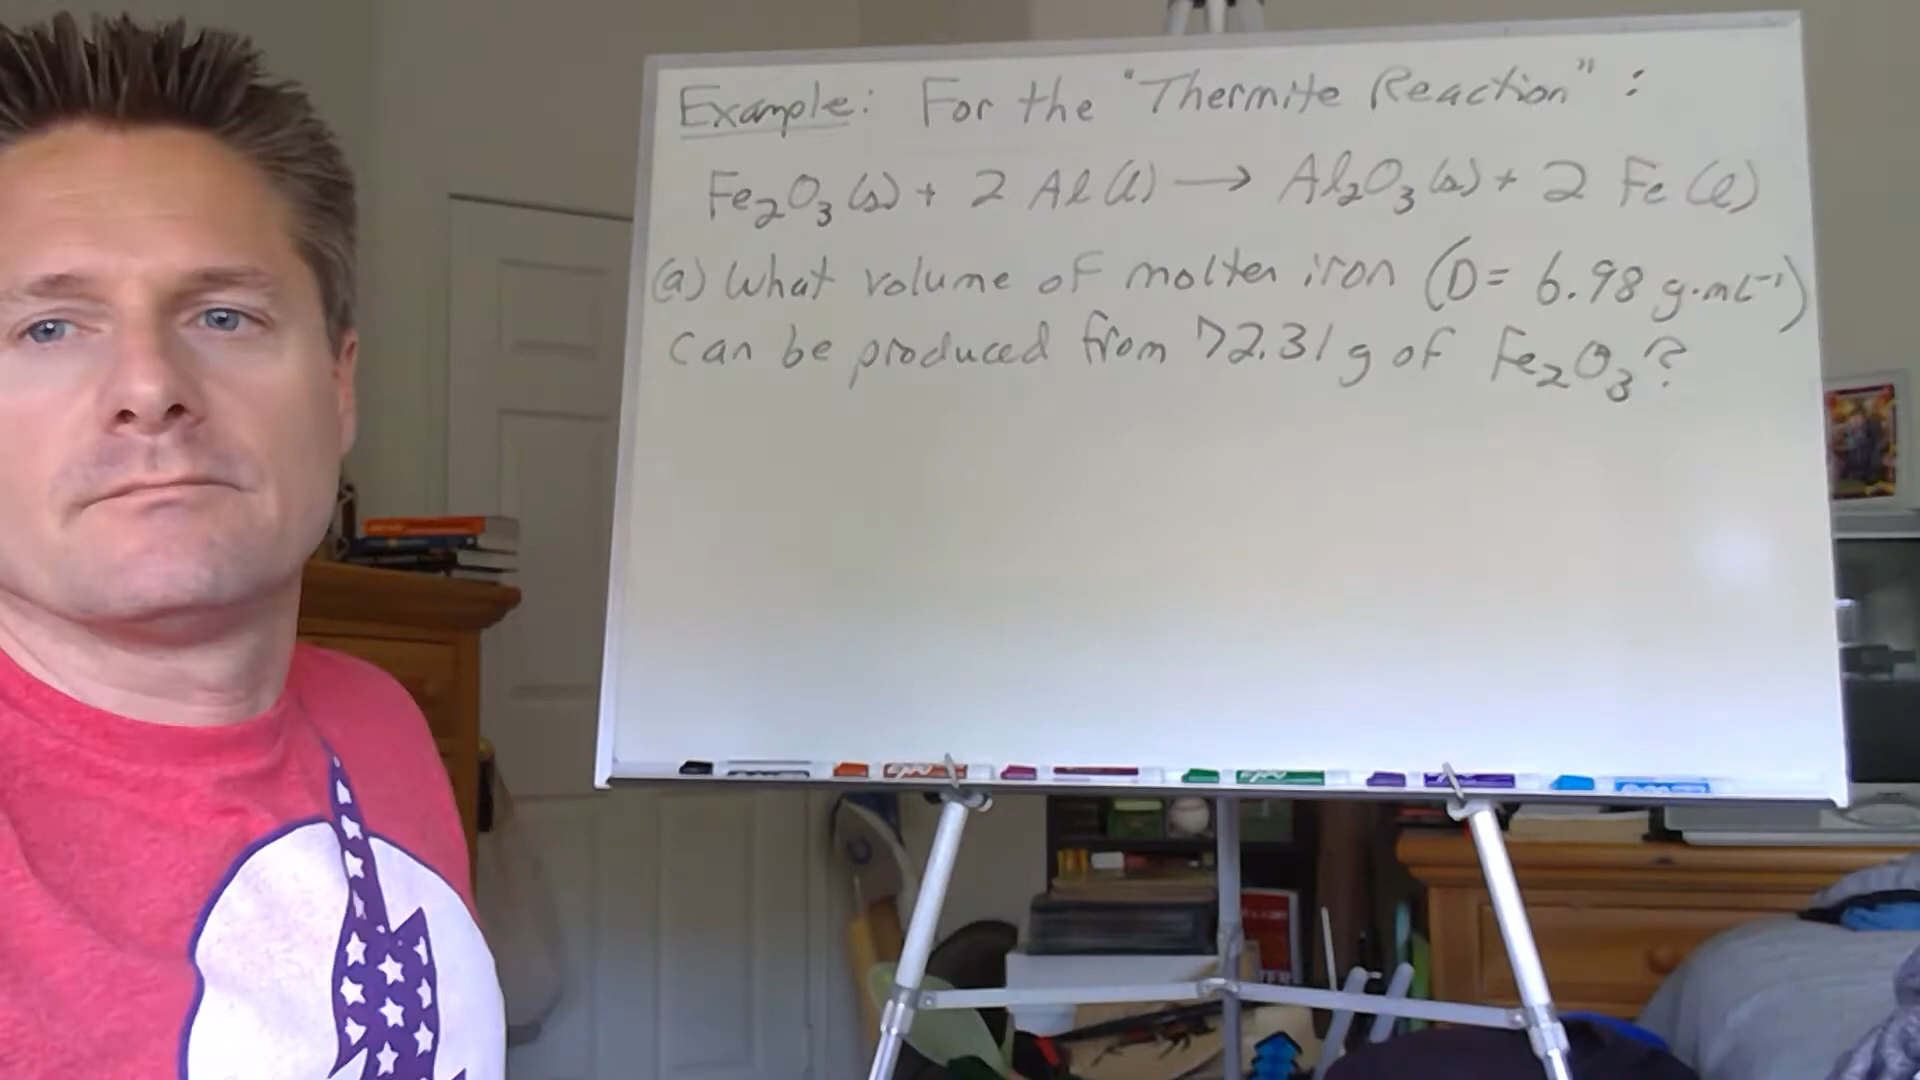 Example: For the "Thermite Reaction":
Fe₂O₃(s) + 2 Al(l) → Al₂O₃(s) + 2 Fe(l)
(a) What volume of molten iron (D = 6.98 g·mL⁻¹)
can be produced from 72.31 g of Fe₂O₃?